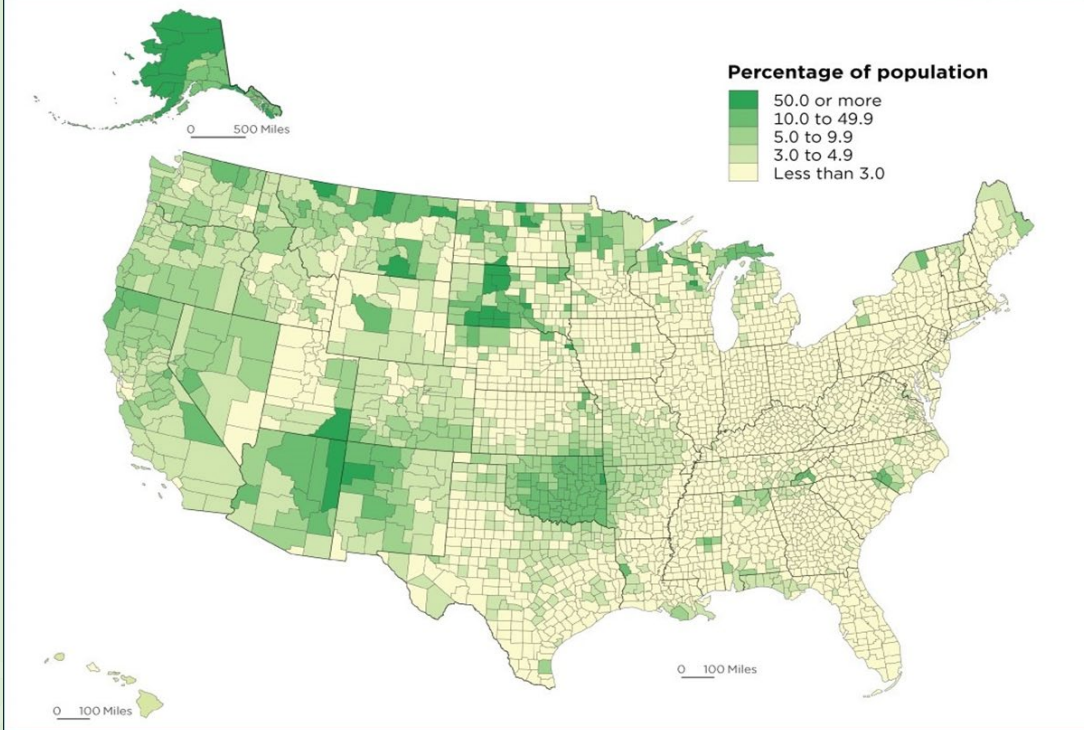 Percentage of population
50.0 or more
10.0 to 49.9
5.0 to 9.9
3.0 to 4.9
Less than 3.0
0 500 Miles
0 100 Miles
0 100 Miles